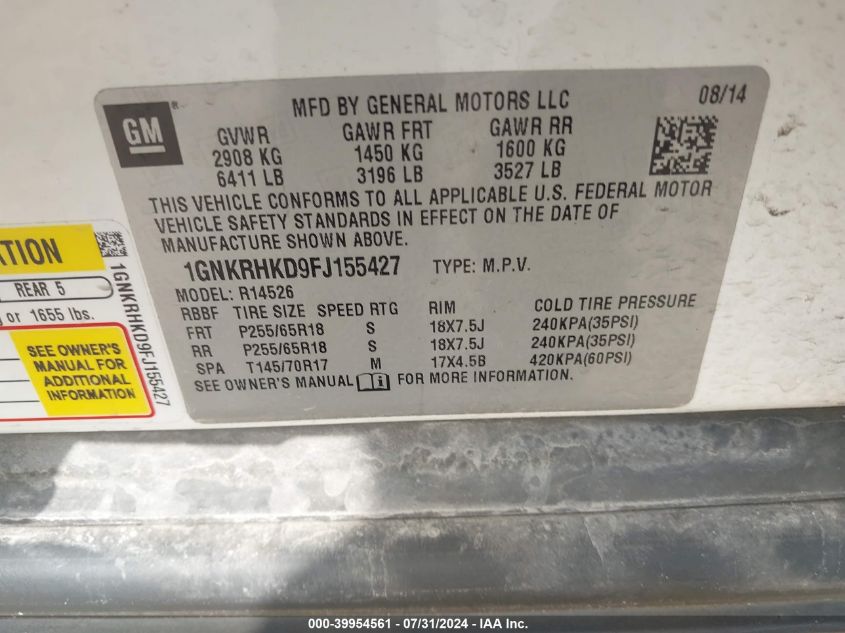 GM®
MFD BY GENERAL MOTORS LLC
08/14
GVWR GAWR FRT GAWR RR
2908 KG 1450 KG 1600 KG
6411 LB 3196 LB 3527 LB
THIS VEHICLE CONFORMS TO ALL APPLICABLE U.S. FEDERAL MOTOR
VEHICLE SAFETY STANDARDS IN EFFECT ON THE DATE OF
MANUFACTURE SHOWN ABOVE.
1GNKRHKD9FJ155427 TYPE: M.P.V.
MODEL: R14526
RBBF TIRE SIZE SPEED RTG RIM COLD TIRE PRESSURE
FRT P255/65R18 S 18X7.5J 240KPA(35PSI)
RR P255/65R18 S 18X7.5J 240KPA(35PSI)
SPA T145/70R17 M 17X4.5B 420KPA(60PSI)
SEE OWNER'S MANUAL FOR MORE INFORMATION.
REAR 5
or 1655 lbs.
SEE OWNER'S
MANUAL FOR
ADDITIONAL
INFORMATION
1GNKRHKD9FJ155427
000-39954561 - 07/31/2024 - IAA Inc.